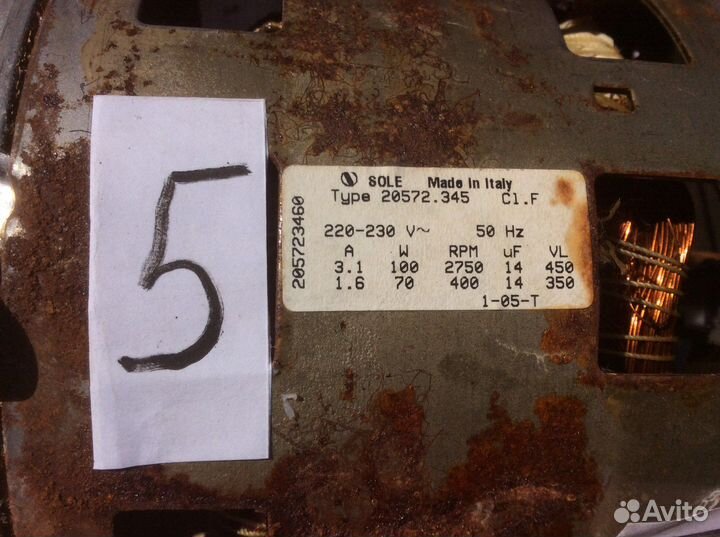 5
SOLE Made in Italy
Type 20572.345 Cl.F
220-230 V~ 50 Hz
A W RPM uF VL
3.1 100 2750 14 450
1.6 70 400 14 350
1-05-T
205723460
Avito